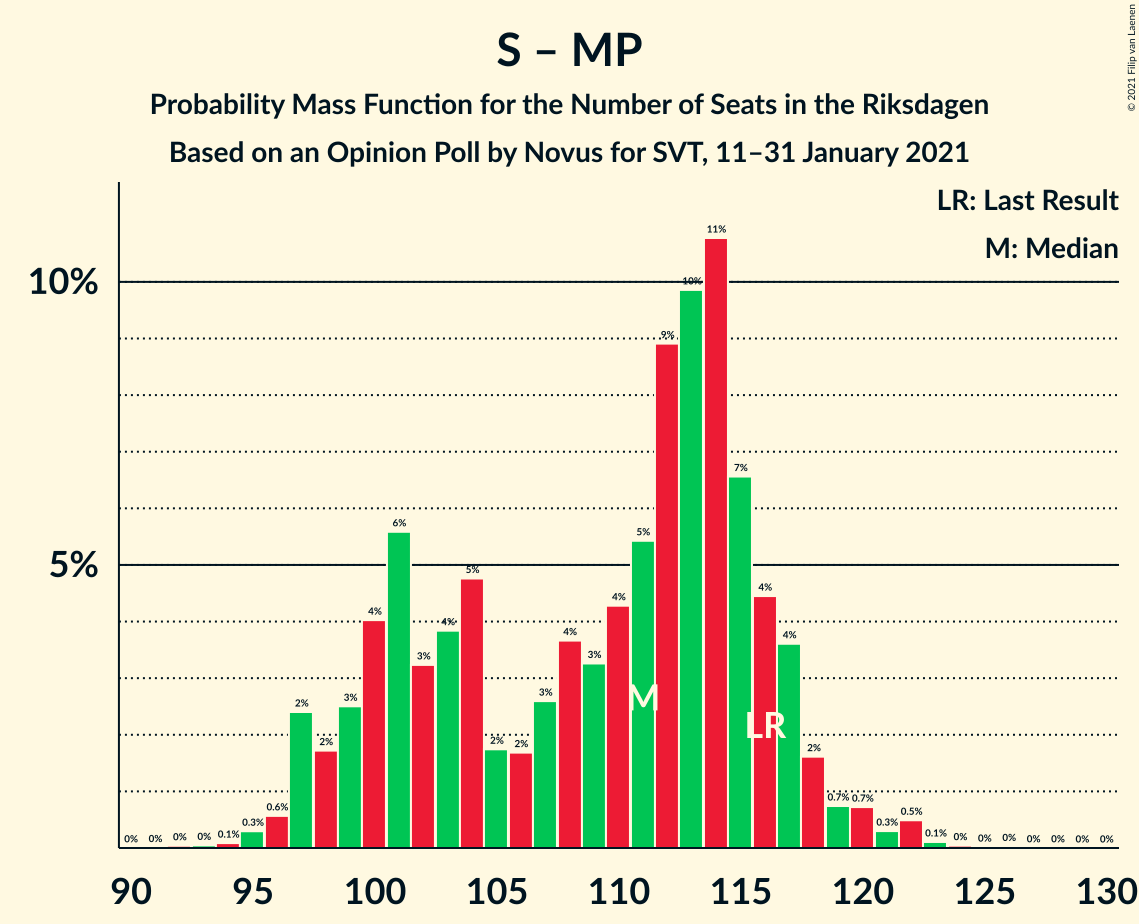 © 2021 Filip van Laenen
S – MP
Probability Mass Function for the Number of Seats in the Riksdagen
Based on an Opinion Poll by Novus for SVT, 11–31 January 2021
LR: Last Result
M: Median
10%
5%
0% 0% 0% 0% 0.1% 0.3% 0.6% 2% 2% 3% 4% 6% 3% 4% 5% 2% 2% 3% 4% 3% 4% 5% 9% 10% 11% 7% 4% 4% 2% 0.7% 0.7% 0.3% 0.5% 0.1% 0% 0% 0% 0% 0% 0% 0%
M
LR
90 95 100 105 110 115 120 125 130